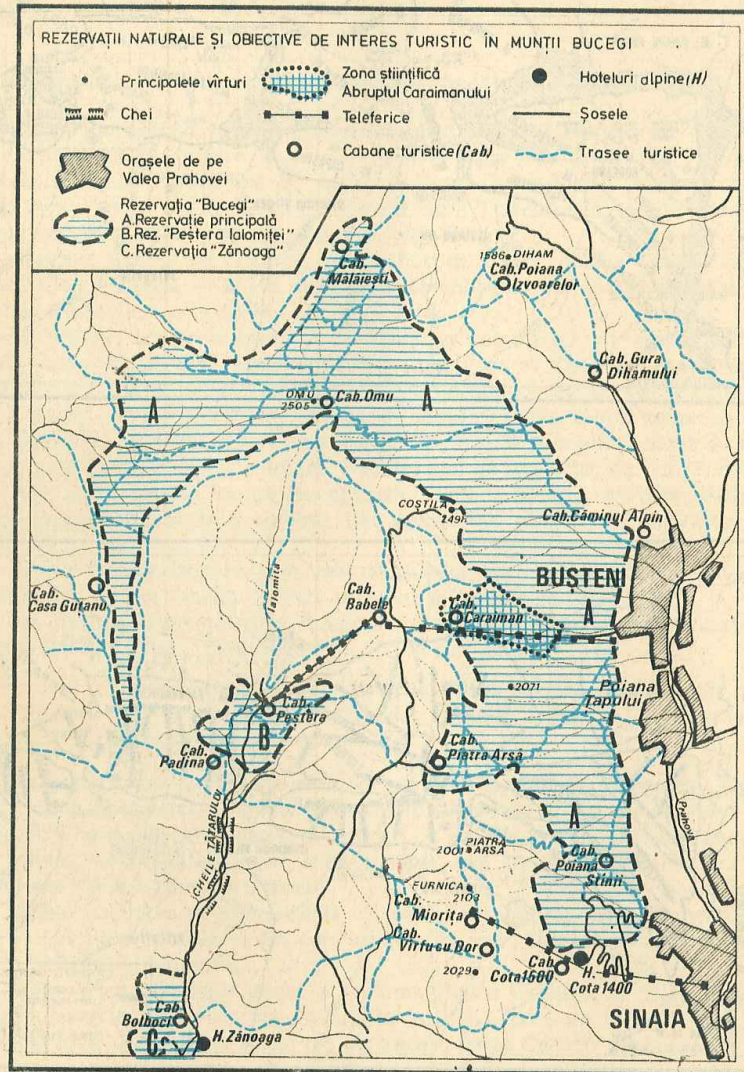 REZERVAȚII NATURALE ȘI OBIECTIVE DE INTERES TURISTIC ÎN MUNȚII BUCEGI
Principalele vîrfuri
Chei
Orașele de pe
Valea Prahovei
Rezervația "Bucegi"
A.Rezervație principală
B.Rez. "Peștera Ialomiței"
C.Rezervația "Zănoaga"
Zona științifică
Abruptul Caraimanului
Teleferice
Cabane turistice (Cab.)
Hoteluri alpine (H)
Șosele
Trasee turistice
Cab.
Mălăiești
1586 DIHAM
Cab. Poiana
Izvoarelor
Cab. Gura
Dihamului
A
OMU
2505
Cab. Omu
A
COȘTILA
Cab. Căminul Alpin
BUȘTENI
Cab.
Casa Gutanu
Ialomița
Cab.
Babele
Cab.
Caraiman
A
2071
Poiana
Țapului
Cab.
Peștera
B
Cab.
Padina
Cab.
Piatra Arsă
A
Prahova
CHEILE TĂTARULUI
PIATRA
2001 ARSĂ
Cab.
Poiana
Stînii
FURNICA
2103
Cab.
Miorița
Cab.
Vîrfu cu Dor
2029
Cab.
Cota 1500
H.
Cota 1400
SINAIA
Cab.
Bolboci
C
H. Zănoaga